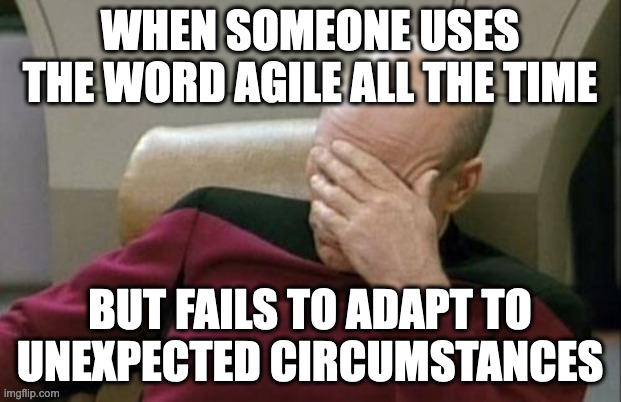 WHEN SOMEONE USES
THE WORD AGILE ALL THE TIME
BUT FAILS TO ADAPT TO
UNEXPECTED CIRCUMSTANCES
imgflip.com